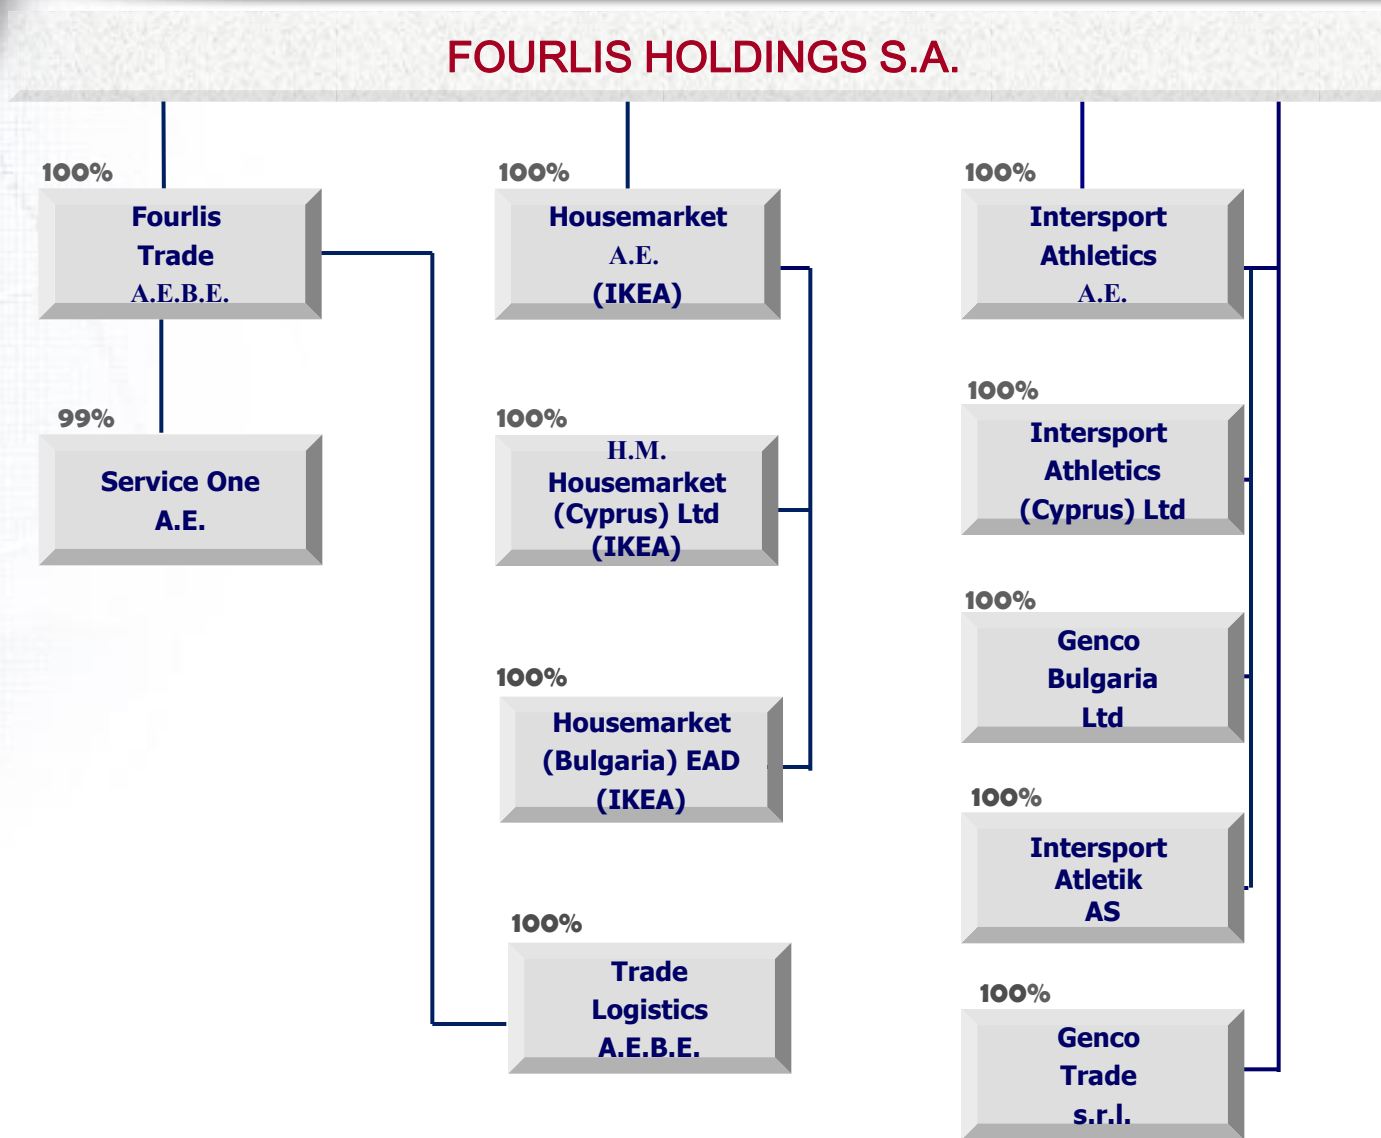 FOURLIS HOLDINGS S.A.
100%
Fourlis
Trade
A.E.B.E.
99%
Service One
A.E.
100%
Housemarket
A.E.
(IKEA)
100%
H.M.
Housemarket
(Cyprus) Ltd
(IKEA)
100%
Housemarket
(Bulgaria) EAD
(IKEA)
100%
Trade
Logistics
A.E.B.E.
100%
Intersport
Athletics
A.E.
100%
Intersport
Athletics
(Cyprus) Ltd
100%
Genco
Bulgaria
Ltd
100%
Intersport
Atletik
AS
100%
Genco
Trade
s.r.l.